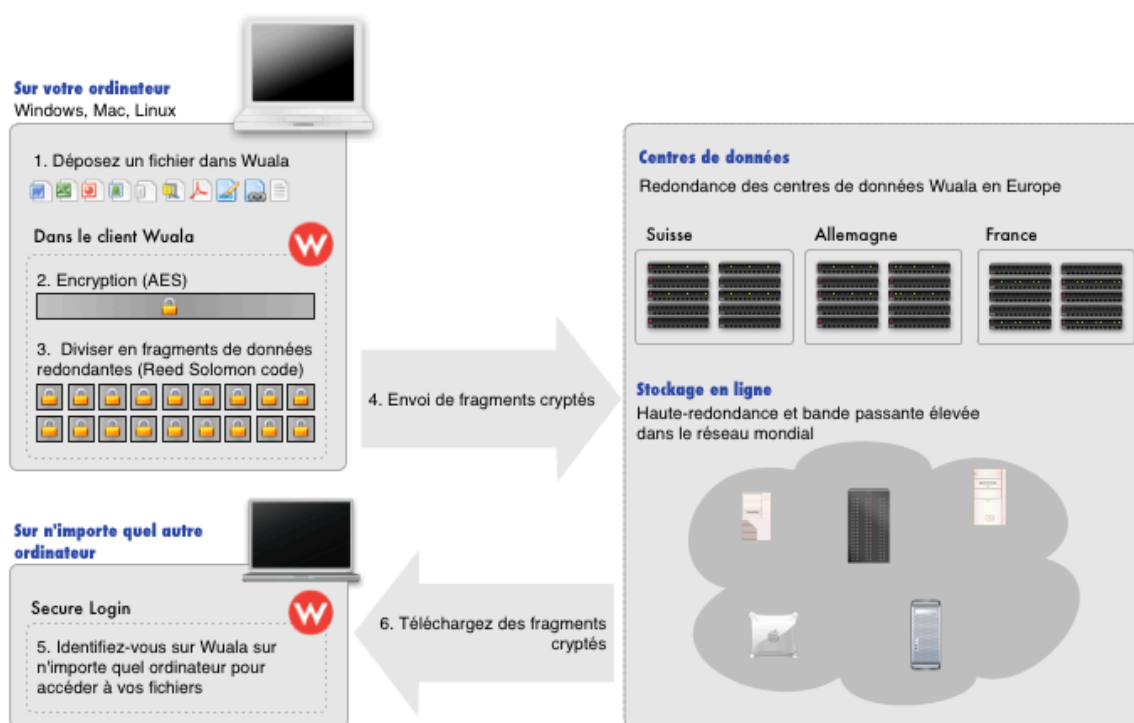 Sur votre ordinateur
Windows, Mac, Linux
1. Déposez un fichier dans Wuala
Dans le client Wuala
W
2. Encryption (AES)
3. Diviser en fragments de données
redondantes (Reed Solomon code)
4. Envoi de fragments cryptés
Centres de données
Redondance des centres de données Wuala en Europe
Suisse
Allemagne
France
Stockage en ligne
Haute-redondance et bande passante élevée
dans le réseau mondial
Sur n'importe quel autre
ordinateur
Secure Login
W
5. Identifiez-vous sur Wuala sur
n'importe quel ordinateur pour
accéder à vos fichiers
6. Téléchargez des fragments
cryptés